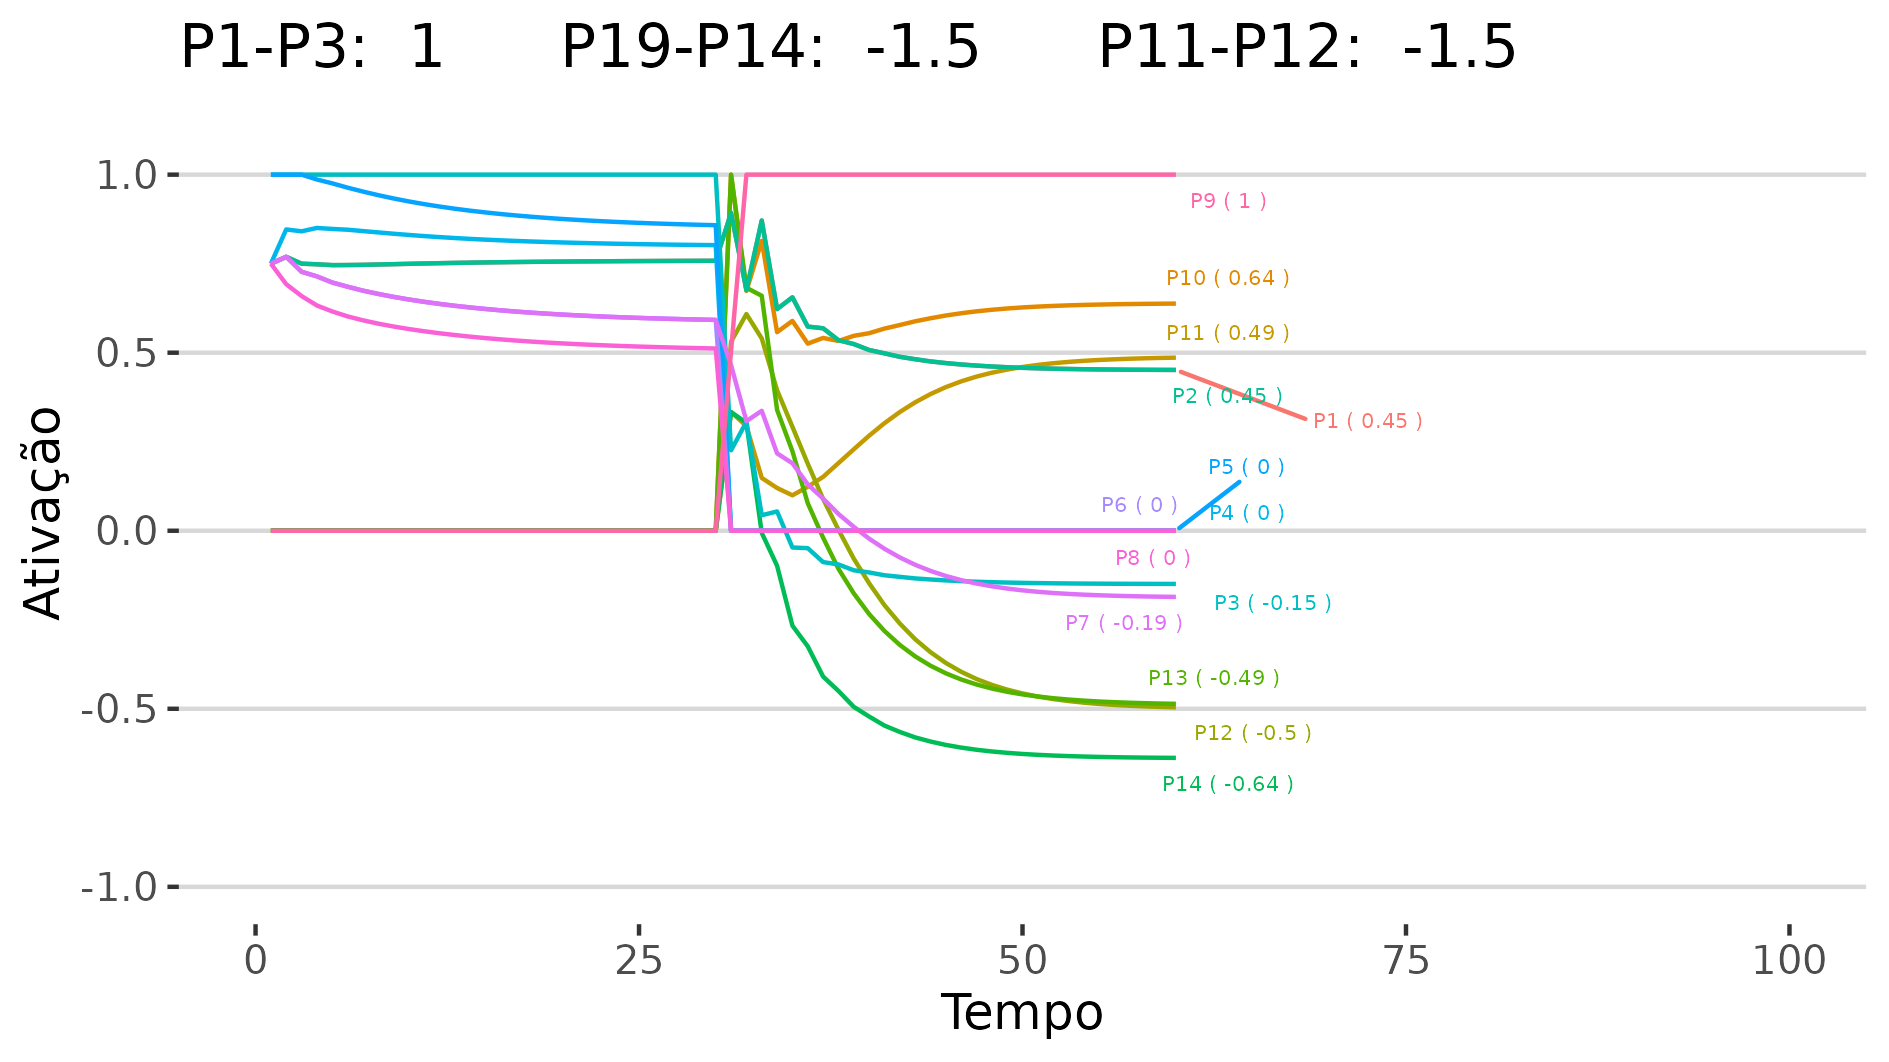 P1-P3:  1      P19-P14:  -1.5      P11-P12:  -1.5
Ativação
1.0
0.5
0.0
-0.5
-1.0
P9 ( 1 )
P10 ( 0.64 )
P11 ( 0.49 )
P2 ( 0.45 )
P1 ( 0.45 )
P5 ( 0 )
P6 ( 0 )
P4 ( 0 )
P8 ( 0 )
P3 ( -0.15 )
P7 ( -0.19 )
P13 ( -0.49 )
P12 ( -0.5 )
P14 ( -0.64 )
0 25 50 75 100
Tempo